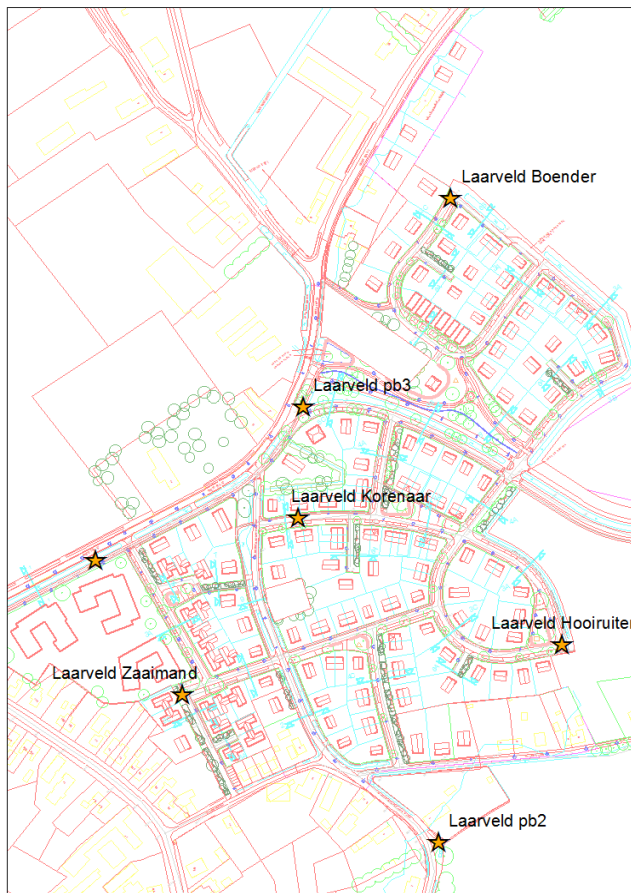 Laarveld Boender
Laarveld pb3
Laarveld Korenaar
Laarveld Hooiruiter
Laarveld Zaaimand
Laarveld pb2